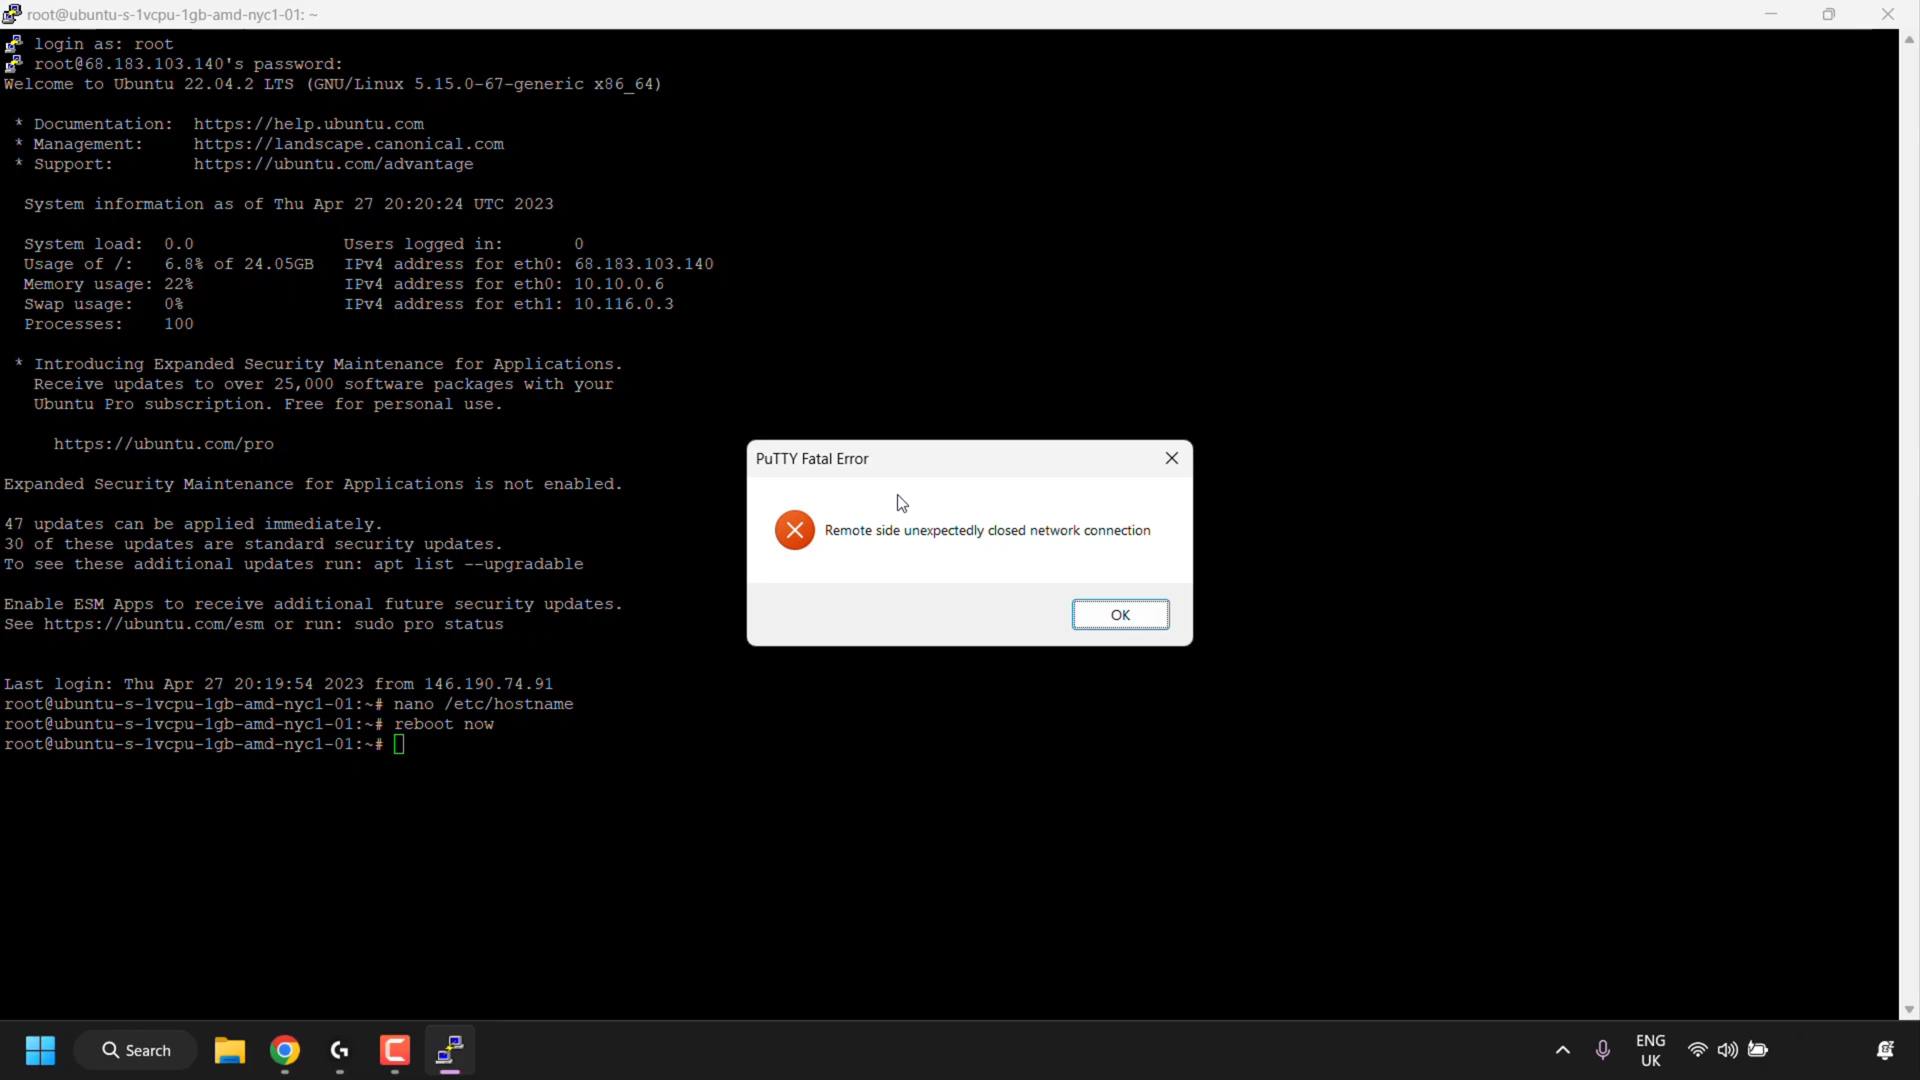 root@ubuntu-s-1vcpu-1gb-amd-nyc1-01: ~
login as: root
root@68.183.103.140's password:
Welcome to Ubuntu 22.04.2 LTS (GNU/Linux 5.15.0-67-generic x86_64)
* Documentation:  https://help.ubuntu.com
* Management:     https://landscape.canonical.com
* Support:        https://ubuntu.com/advantage
System information as of Thu Apr 27 20:20:24 UTC 2023
System load:  0.0               Users logged in:       0
Usage of /:   6.8% of 24.05GB   IPv4 address for eth0: 68.183.103.140
Memory usage: 22%               IPv4 address for eth0: 10.10.0.6
Swap usage:   0%                IPv4 address for eth1: 10.116.0.3
Processes:    100
* Introducing Expanded Security Maintenance for Applications.
Receive updates to over 25,000 software packages with your
Ubuntu Pro subscription. Free for personal use.
https://ubuntu.com/pro
Expanded Security Maintenance for Applications is not enabled.
47 updates can be applied immediately.
30 of these updates are standard security updates.
To see these additional updates run: apt list --upgradable
Enable ESM Apps to receive additional future security updates.
See https://ubuntu.com/esm or run: sudo pro status
Last login: Thu Apr 27 20:19:54 2023 from 146.190.74.91
root@ubuntu-s-1vcpu-1gb-amd-nyc1-01:~# nano /etc/hostname
root@ubuntu-s-1vcpu-1gb-amd-nyc1-01:~# reboot now
root@ubuntu-s-1vcpu-1gb-amd-nyc1-01:~#
PuTTY Fatal Error
Remote side unexpectedly closed network connection
OK
Search
ENG
UK